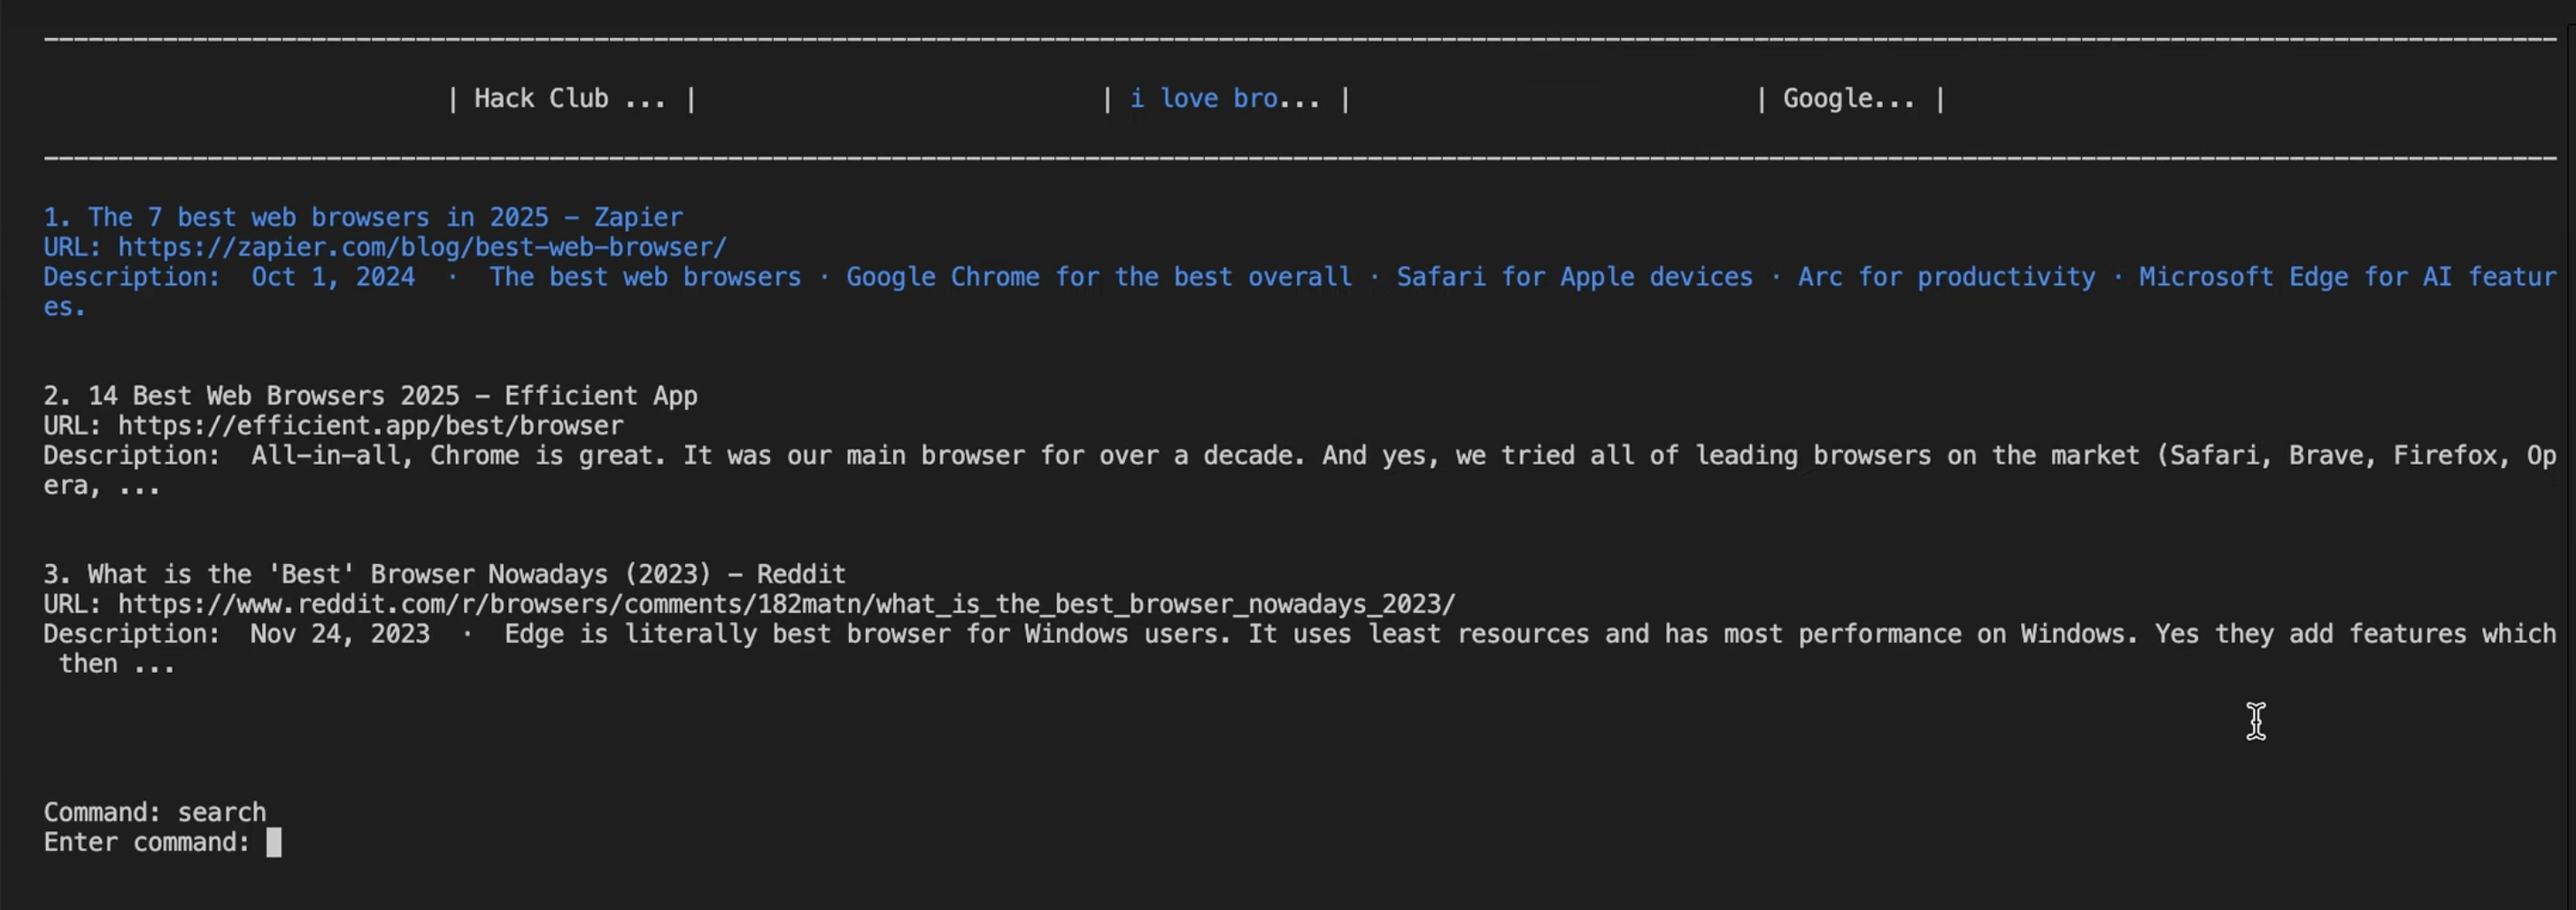 | Hack Club ... | | i love bro... | | Google... |
1. The 7 best web browsers in 2025 – Zapier
URL: https://zapier.com/blog/best-web-browser/
Description:  Oct 1, 2024  ·  The best web browsers · Google Chrome for the best overall · Safari for Apple devices · Arc for productivity · Microsoft Edge for AI featur
es.
2. 14 Best Web Browsers 2025 – Efficient App
URL: https://efficient.app/best/browser
Description:  All-in-all, Chrome is great. It was our main browser for over a decade. And yes, we tried all of leading browsers on the market (Safari, Brave, Firefox, Op
era, ...
3. What is the 'Best' Browser Nowadays (2023) – Reddit
URL: https://www.reddit.com/r/browsers/comments/182matn/what_is_the_best_browser_nowadays_2023/
Description:  Nov 24, 2023  ·  Edge is literally best browser for Windows users. It uses least resources and has most performance on Windows. Yes they add features which
then ...
Command: search
Enter command: